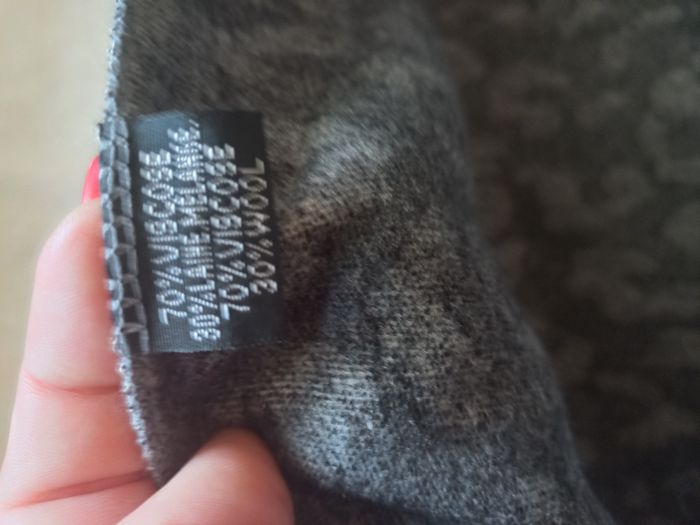 70% VISCOSE
30% LAINE MELANGE,
70% VISCOSE
30% WOOL